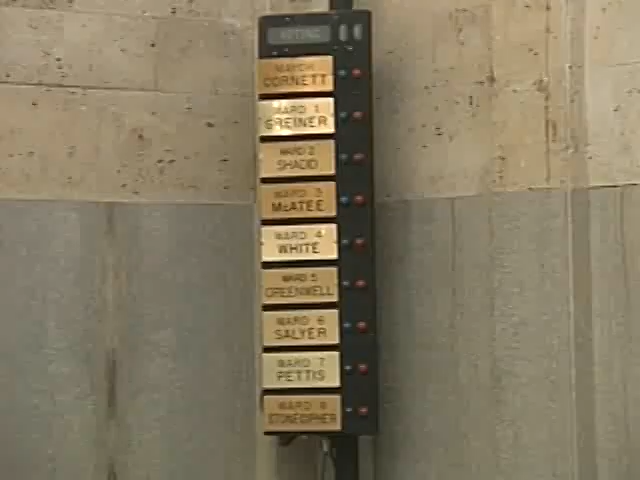 VOTING
MAYOR
CORNETT
WARD 1
GREINER
WARD 2
SHADID
WARD 3
McATEE
WARD 4
WHITE
WARD 5
GREENWELL
WARD 6
SALYER
WARD 7
PETTIS
WARD 8
STONECIPHER